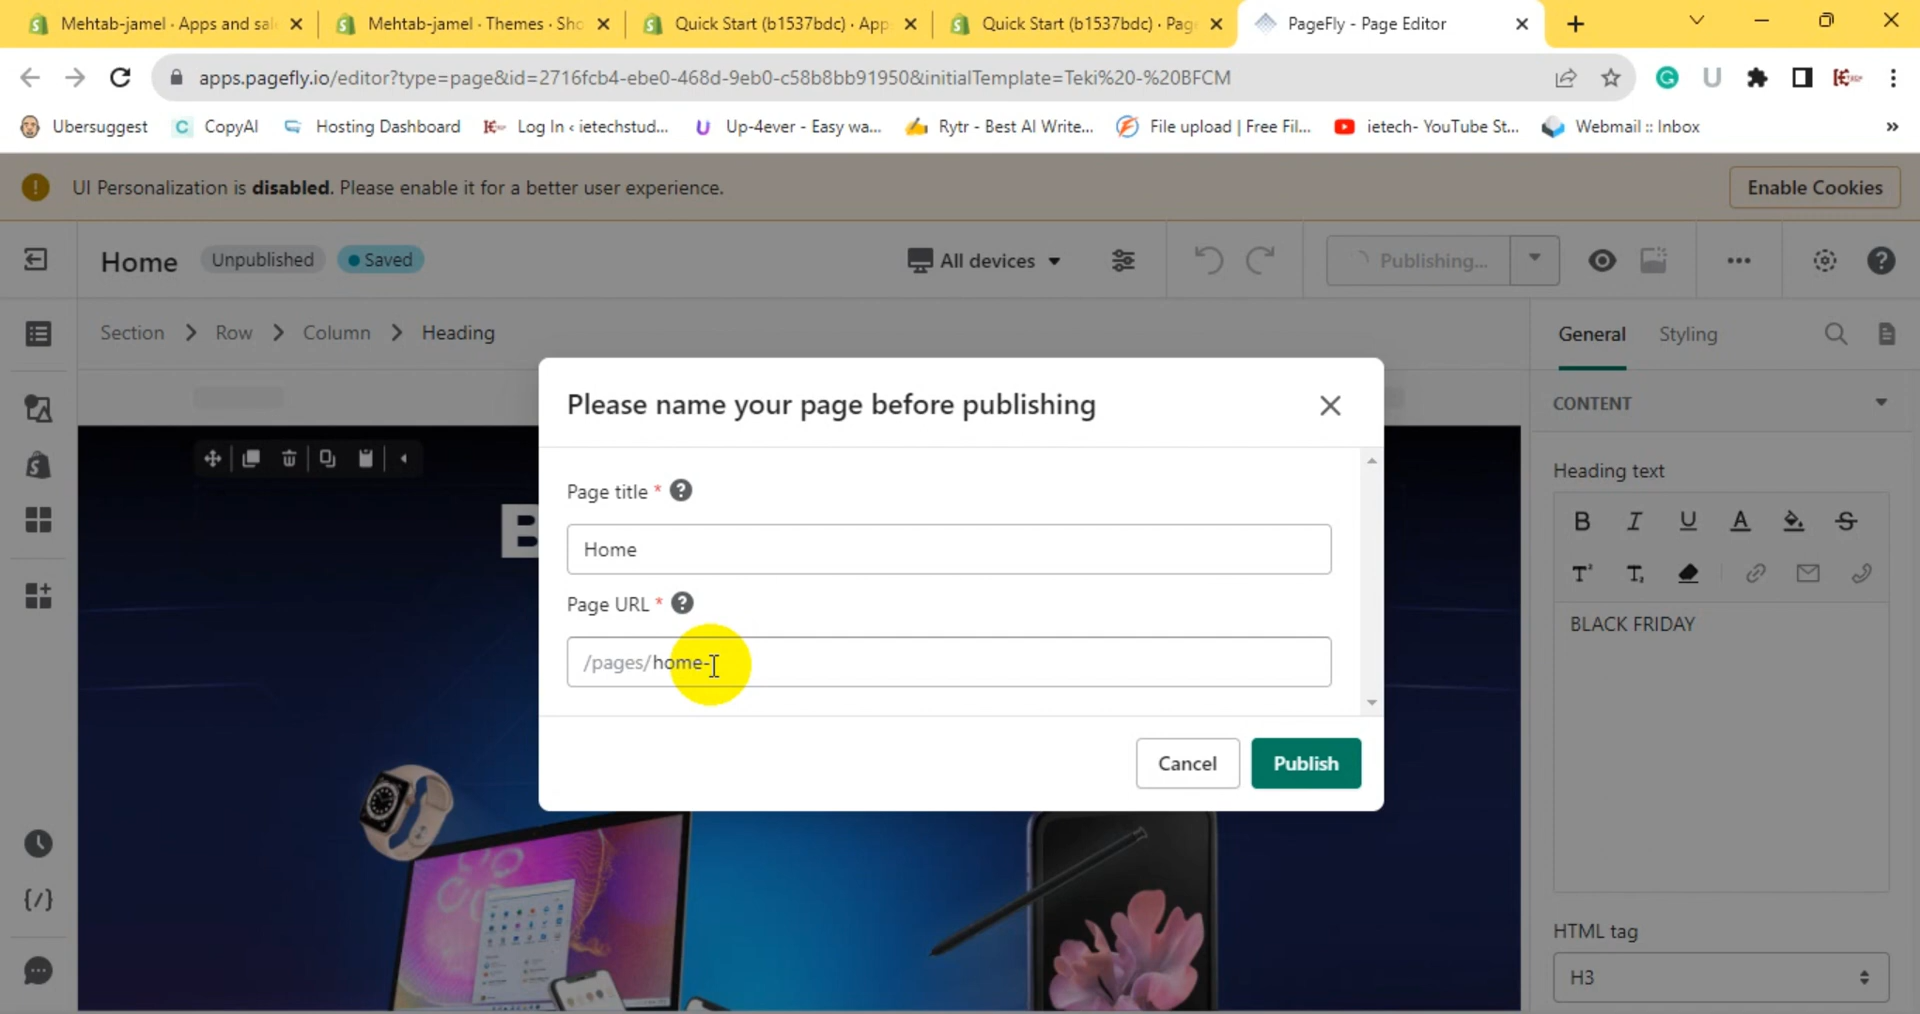 Mehtab-jamel · Apps and sal
Mehtab-jamel · Themes · Sho
Quick Start (b1537bdc) · App
Quick Start (b1537bdc) · Pag
PageFly - Page Editor
apps.pagefly.io/editor?type=page&id=2716fcb4-ebe0-468d-9eb0-c58b8bb91950&initialTemplate=Teki%20-%20BFCM
Ubersuggest
CopyAI
Hosting Dashboard
Log In ‹ ietechstud...
Up-4ever - Easy wa...
Rytr - Best AI Write...
File upload | Free Fil...
ietech- YouTube St...
Webmail :: Inbox
»
UI Personalization is disabled. Please enable it for a better user experience.
Enable Cookies
Home
Unpublished
Saved
All devices
Publishing...
Section > Row > Column > Heading
General
Styling
CONTENT
Please name your page before publishing
Page title *
Home
Page URL *
/pages/home-
Cancel
Publish
B
Heading text
B I U A S
BLACK FRIDAY
HTML tag
H3